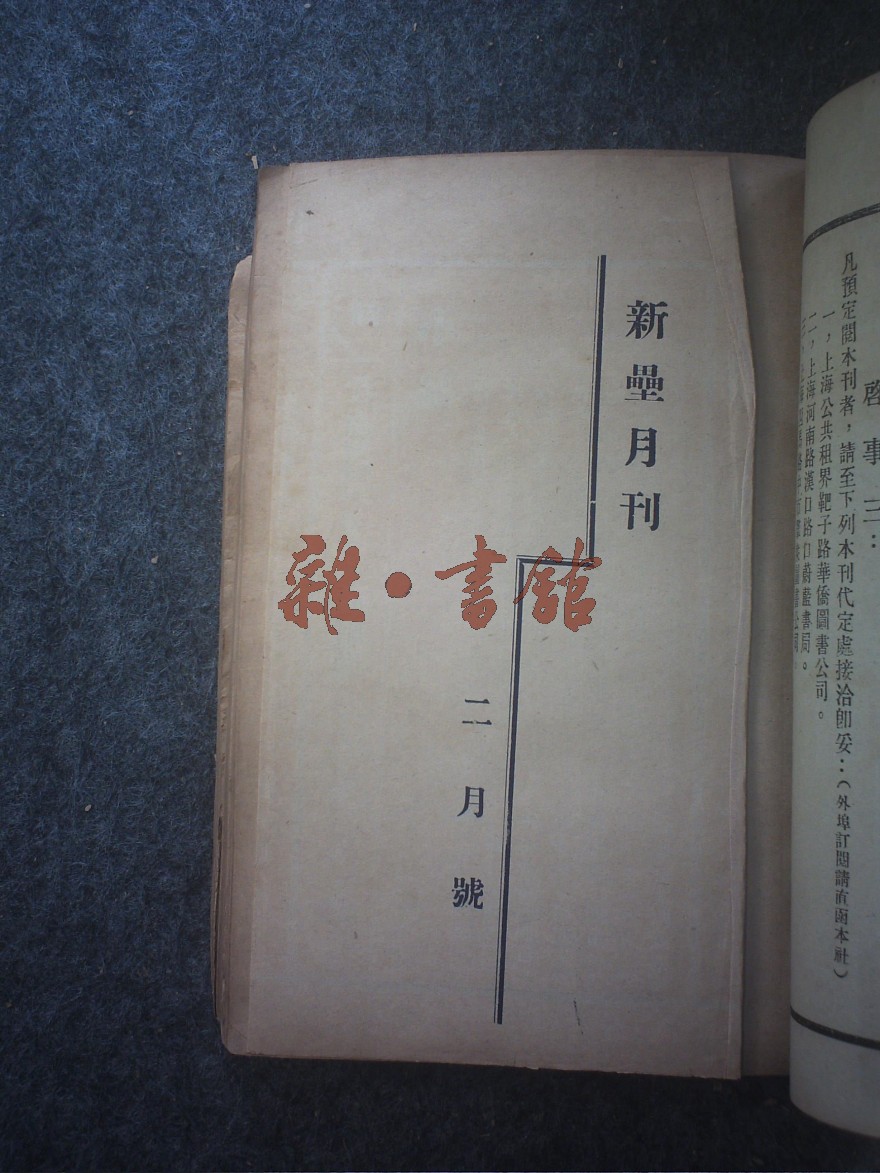 啓事三：
凡預定閱本刊者，請至下列本刊代定處接洽卽妥：（外埠訂閱請直函本社）
一，上海公共租界靶子路華僑圖書公司。
二，上海河南路漢口路口蔚藍書局。
新壘月刊
二月號
雜·書館